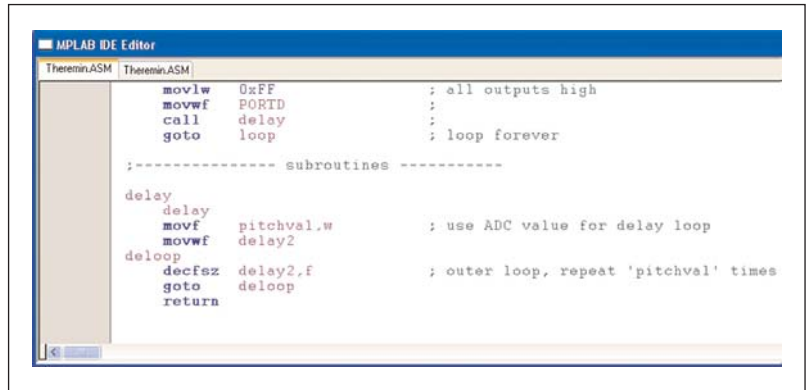 MPLAB IDE Editor
Theremin.ASM Theremin.ASM
movlw 0xFF ; all outputs high
movwf PORTD ;
call delay ;
goto loop ; loop forever
;--------------- subroutines -----------
delay
delay
movf pitchval,w ; use ADC value for delay loop
movwf delay2
deloop
decfsz delay2,f ; outer loop, repeat 'pitchval' times
goto deloop
return